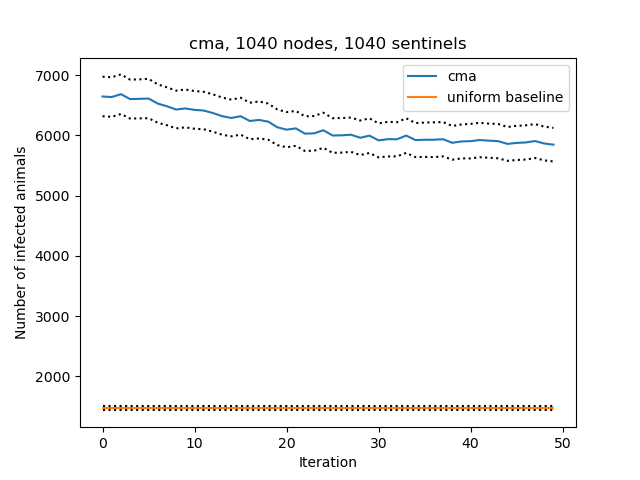 cma, 1040 nodes, 1040 sentinels
cma
uniform baseline
Number of infected animals
7000
6000
5000
4000
3000
2000
0 10 20 30 40 50
Iteration